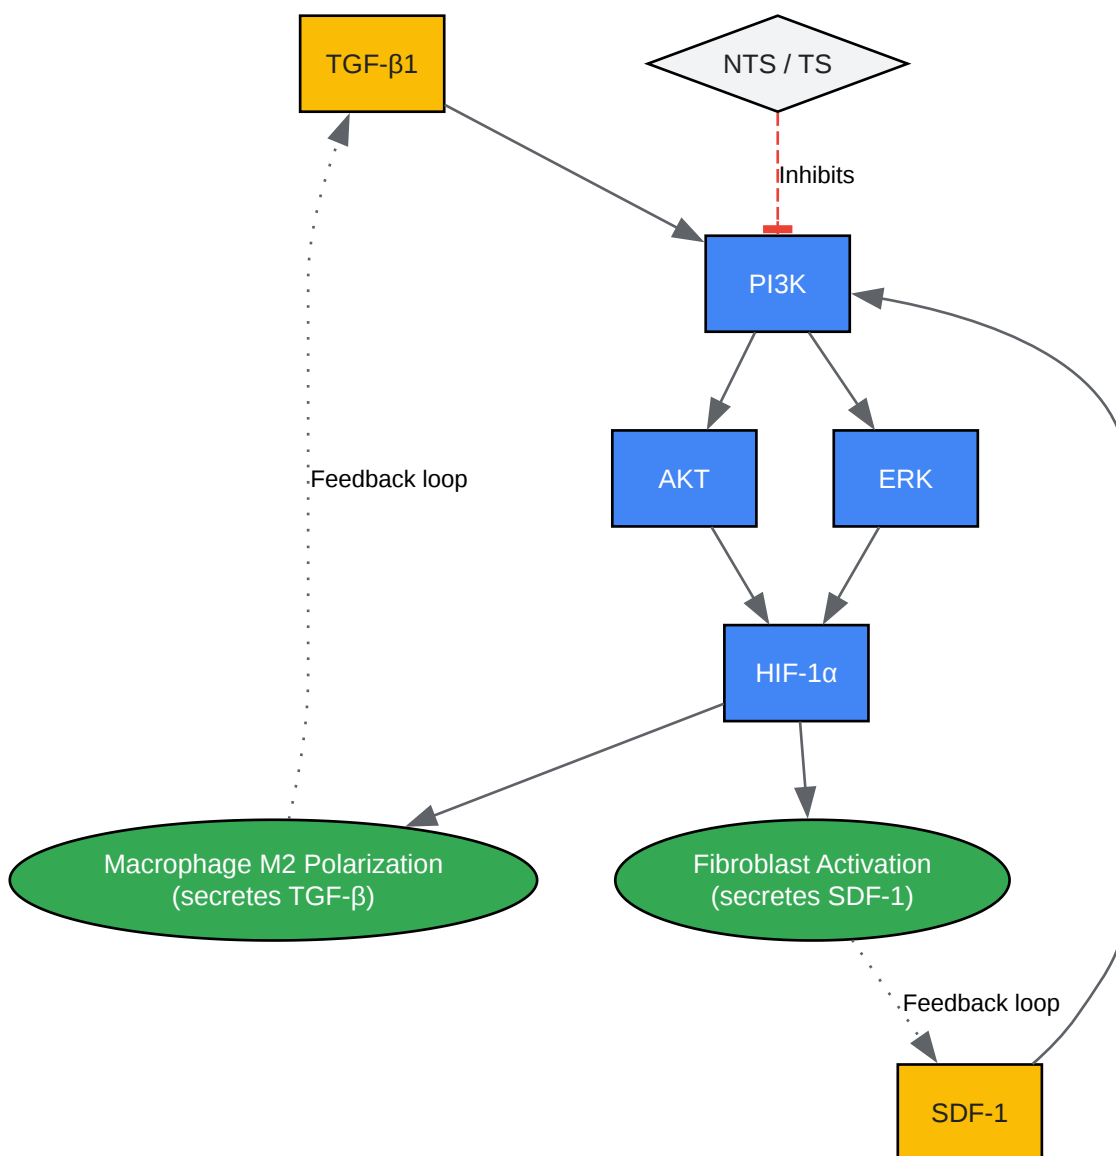 TGF-β1
NTS / TS
Inhibits
PI3K
Feedback loop
AKT
ERK
HIF-1α
Macrophage M2 Polarization
(secretes TGF-β)
Fibroblast Activation
(secretes SDF-1)
Feedback loop
SDF-1